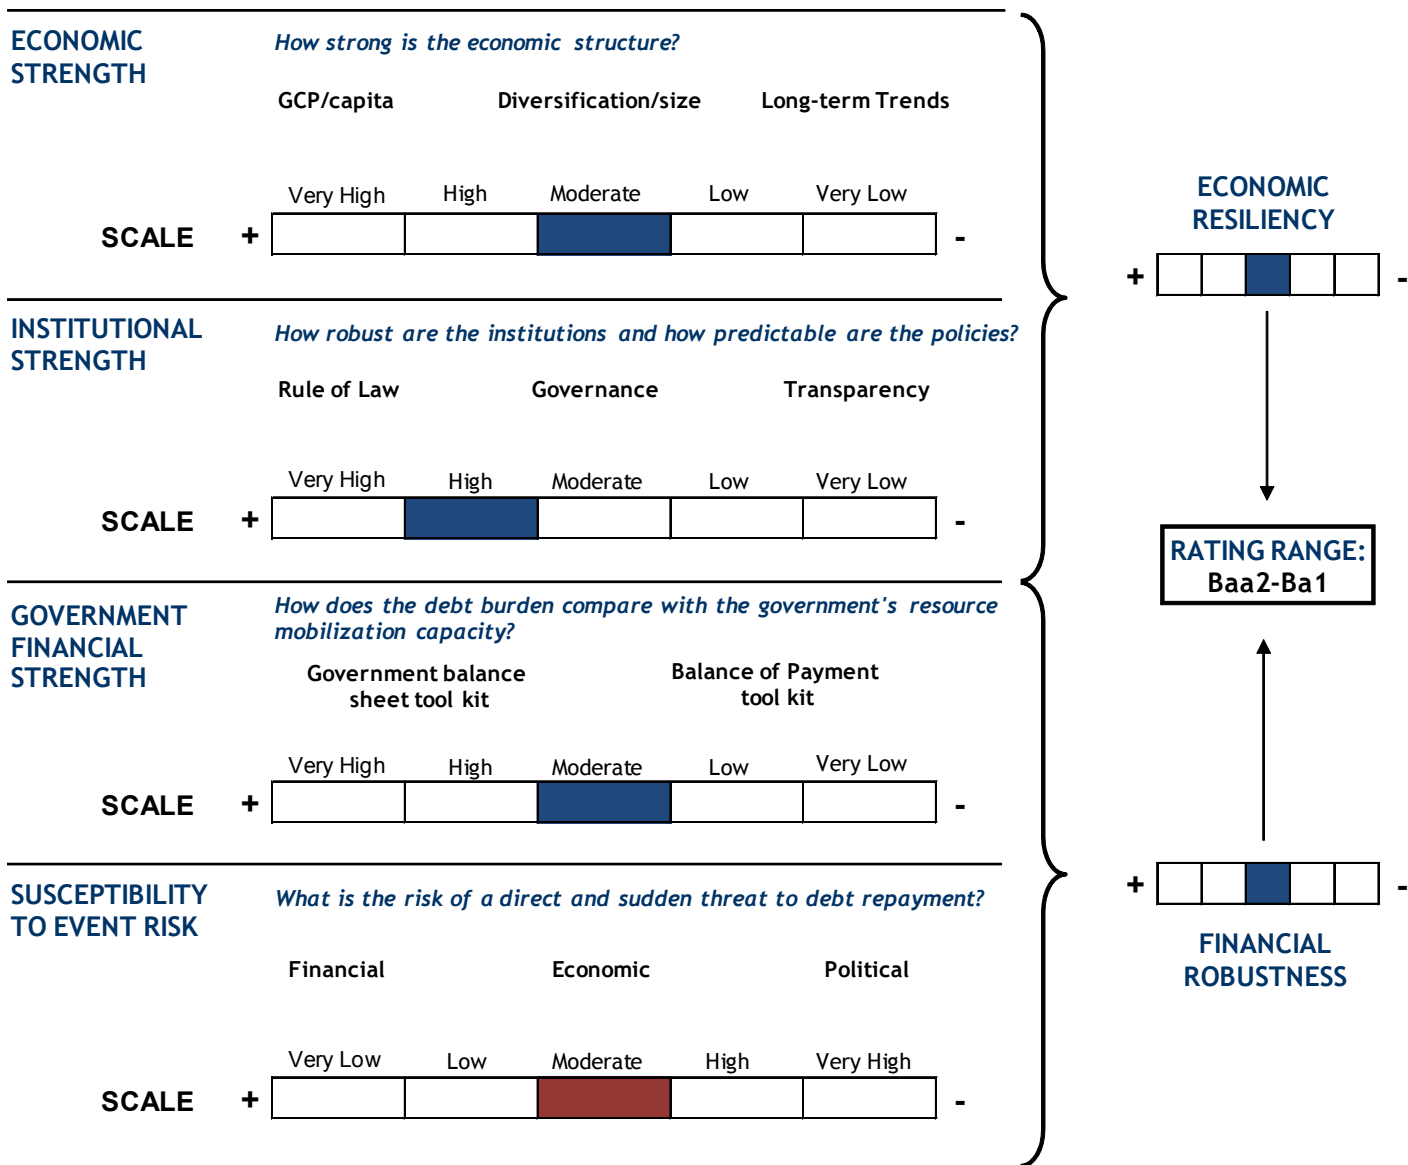 ECONOMIC
STRENGTH
How strong is the economic structure?
GCP/capita Diversification/size Long-term Trends
Very High High Moderate Low Very Low
SCALE + -
INSTITUTIONAL
STRENGTH
How robust are the institutions and how predictable are the policies?
Rule of Law Governance Transparency
Very High High Moderate Low Very Low
SCALE + -
GOVERNMENT
FINANCIAL
STRENGTH
How does the debt burden compare with the government's resource
mobilization capacity?
Government balance
sheet tool kit
Balance of Payment
tool kit
Very High High Moderate Low Very Low
SCALE + -
SUSCEPTIBILITY
TO EVENT RISK
What is the risk of a direct and sudden threat to debt repayment?
Financial Economic Political
Very Low Low Moderate High Very High
SCALE + -
ECONOMIC
RESILIENCY
+ -
RATING RANGE:
Baa2-Ba1
+ -
FINANCIAL
ROBUSTNESS